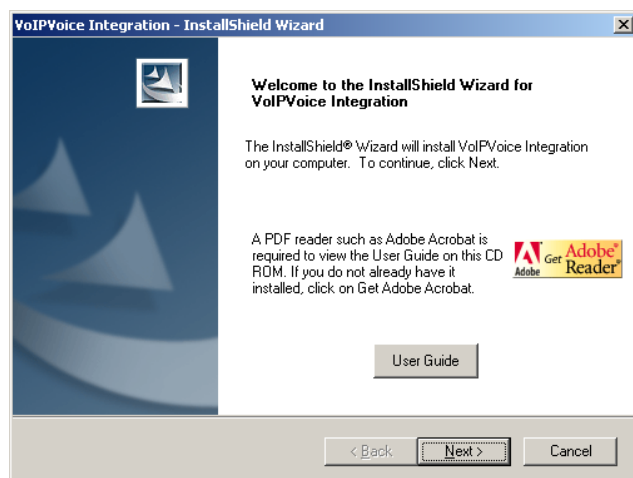 VoIPVoice Integration - InstallShield Wizard
Welcome to the InstallShield Wizard for
VoIPVoice Integration
The InstallShield® Wizard will install VoIPVoice Integration
on your computer. To continue, click Next.
A PDF reader such as Adobe Acrobat is
required to view the User Guide on this CD
ROM. If you do not already have it
installed, click on Get Adobe Acrobat.
Adobe
Get Adobe®
Reader®
User Guide
< Back
Next >
Cancel